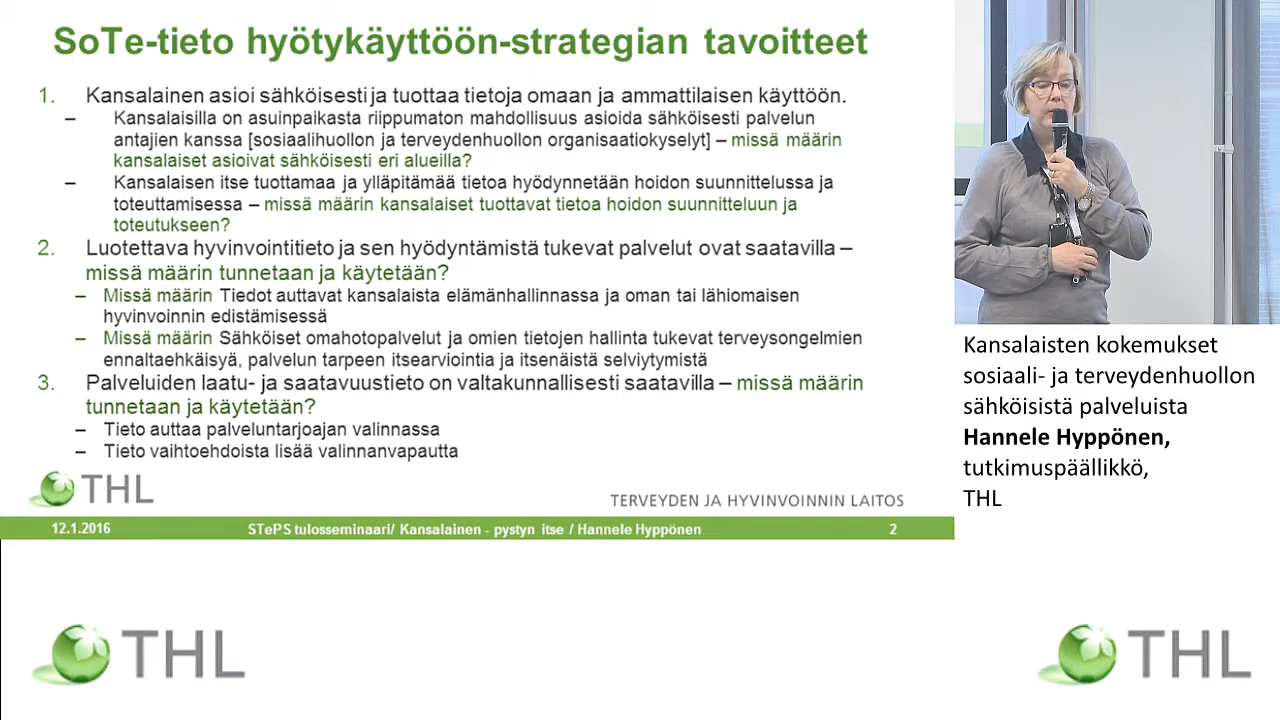 SoTe-tieto hyötykäyttöön-strategian tavoitteet
1. Kansalainen asioi sähköisesti ja tuottaa tietoja omaan ja ammattilaisen käyttöön.
– Kansalaisilla on asuinpaikasta riippumaton mahdollisuus asioida sähköisesti palvelun
antajien kanssa [sosiaalihuollon ja terveydenhuollon organisaatiokyselyt] – missä määrin
kansalaiset asioivat sähköisesti eri alueilla?
– Kansalaisen itse tuottamaa ja ylläpitämää tietoa hyödynnetään hoidon suunnittelussa ja
toteuttamisessa – missä määrin kansalaiset tuottavat tietoa hoidon suunnitteluun ja
toteutukseen?
2. Luotettava hyvinvointitieto ja sen hyödyntämistä tukevat palvelut ovat saatavilla –
missä määrin tunnetaan ja käytetään?
– Missä määrin Tiedot auttavat kansalaista elämänhallinnassa ja oman tai lähiomaisen
hyvinvoinnin edistämisessä
– Missä määrin Sähköiset omahotopalvelut ja omien tietojen hallinta tukevat terveysongelmien
ennaltaehkäisyä, palvelun tarpeen itsearviointia ja itsenäistä selviytymistä
3. Palveluiden laatu- ja saatavuustieto on valtakunnallisesti saatavilla – missä määrin
tunnetaan ja käytetään?
– Tieto auttaa palveluntarjoajan valinnassa
– Tieto vaihtoehdoista lisää valinnanvapautta
THL
TERVEYDEN JA HYVINVOINNIN LAITOS
12.1.2016 STePS tulosseminaari/ Kansalainen - pystyn itse / Hannele Hyppönen 2
Kansalaisten kokemukset
sosiaali- ja terveydenhuollon
sähköisistä palveluista
Hannele Hyppönen,
tutkimuspäällikkö,
THL
THL
THL